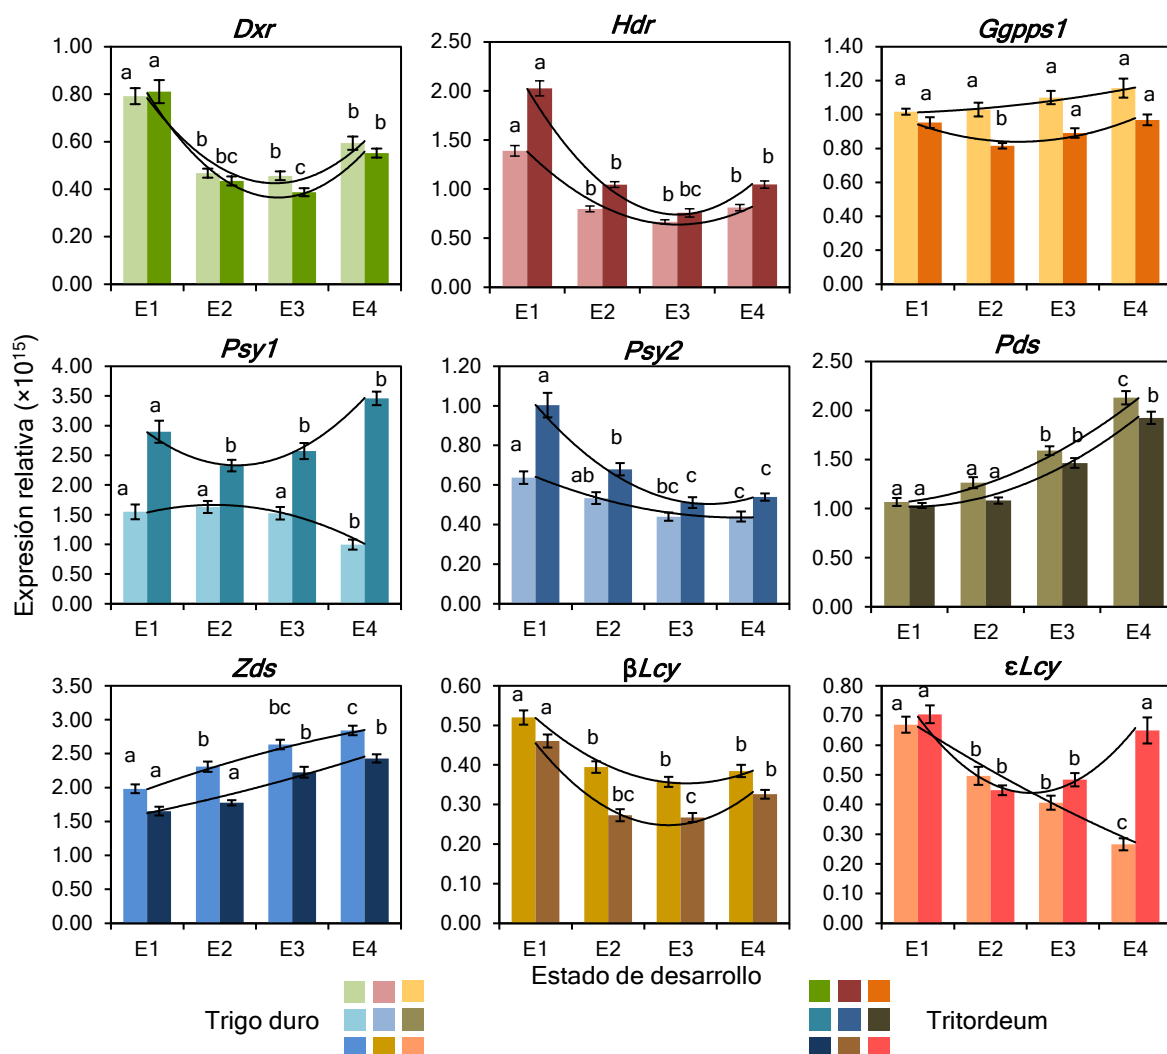 Dxr
1.00
0.80
0.60
0.40
0.20
0.00
a a b bc b c b b
E1 E2 E3 E4
Hdr
2.50
2.00
1.50
1.00
0.50
0.00
a a b b b bc b b
E1 E2 E3 E4
Ggpps1
1.40
1.20
1.00
0.80
0.60
0.40
0.20
0.00
a a a b a a a a
E1 E2 E3 E4
Expresión relativa (×10¹⁵)
Psy1
4.00
3.50
3.00
2.50
2.00
1.50
1.00
0.50
0.00
a a a b a b b b
E1 E2 E3 E4
Psy2
1.20
1.00
0.80
0.60
0.40
0.20
0.00
a a ab b bc c c c
E1 E2 E3 E4
Pds
2.50
2.00
1.50
1.00
0.50
0.00
a a a a b b c b
E1 E2 E3 E4
Zds
3.50
3.00
2.50
2.00
1.50
1.00
0.50
0.00
a a b a bc b c b
E1 E2 E3 E4
βLcy
0.60
0.50
0.40
0.30
0.20
0.10
0.00
a a b bc b c b b
E1 E2 E3 E4
εLcy
0.80
0.70
0.60
0.50
0.40
0.30
0.20
0.10
0.00
a a b b b b c a
E1 E2 E3 E4
Estado de desarrollo
Trigo duro
Tritordeum